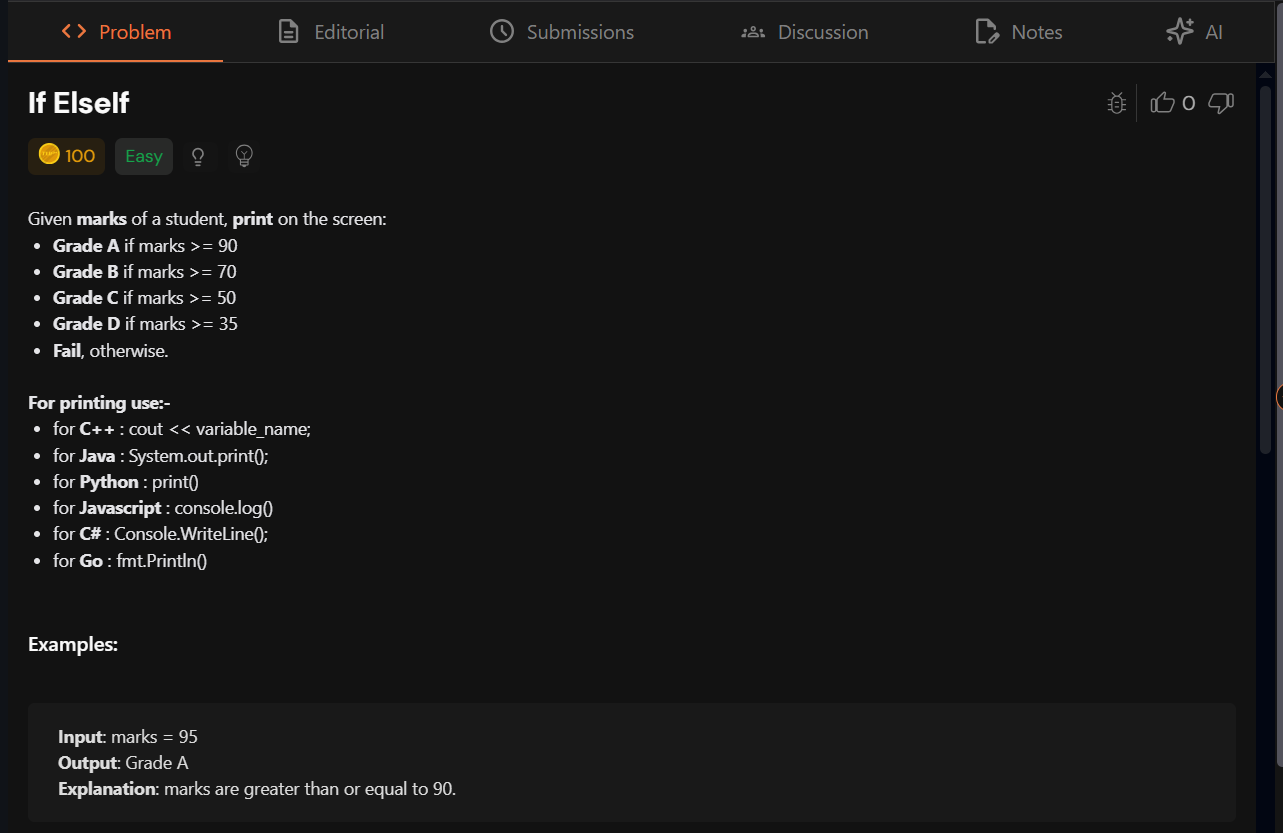 Problem
Editorial
Submissions
Discussion
Notes
AI
If ElseIf
0
100
Easy
Given marks of a student, print on the screen:
• Grade A if marks >= 90
• Grade B if marks >= 70
• Grade C if marks >= 50
• Grade D if marks >= 35
• Fail, otherwise.
For printing use:-
• for C++ : cout << variable_name;
• for Java : System.out.print();
• for Python : print()
• for Javascript : console.log()
• for C# : Console.WriteLine();
• for Go : fmt.Println()
Examples:
Input: marks = 95
Output: Grade A
Explanation: marks are greater than or equal to 90.